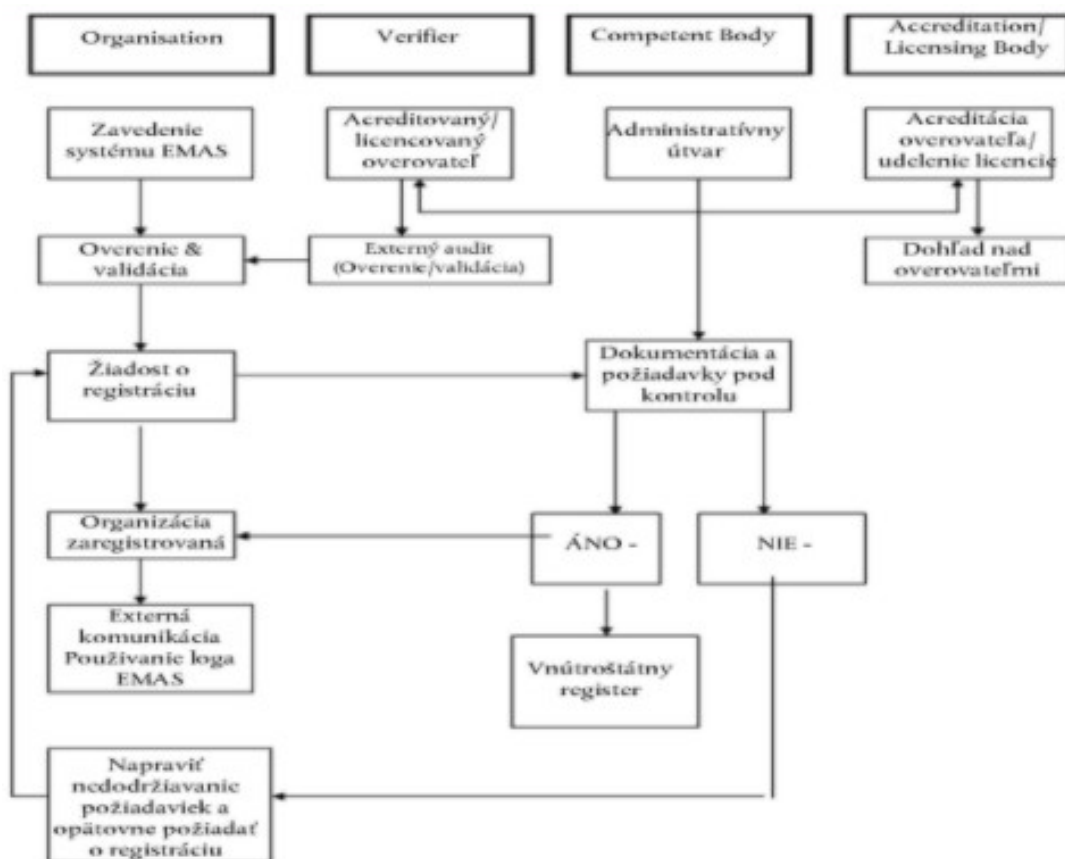 Organisation
Verifier
Competent Body
Accreditation/
Licensing Body
Zavedenie
systému EMAS
Acreditovaný/
licencovaný
overovateľ
Administratívny
útvar
Acreditácia
overovateľa/
udelenie licencie
Overenie &
validácia
Externý audit
(Overenie/validácia)
Dohľad nad
overovateľmi
Žiadost o
registráciu
Dokumentácia a
požiadavky pod
kontrolu
Organizácia
zaregistrovaná
ÁNO -
NIE -
Externá
komunikácia
Používanie loga
EMAS
Vnútroštátny
register
Napraviť
nedodržiavanie
požiadaviek a
opätovne požiadať
o registráciu